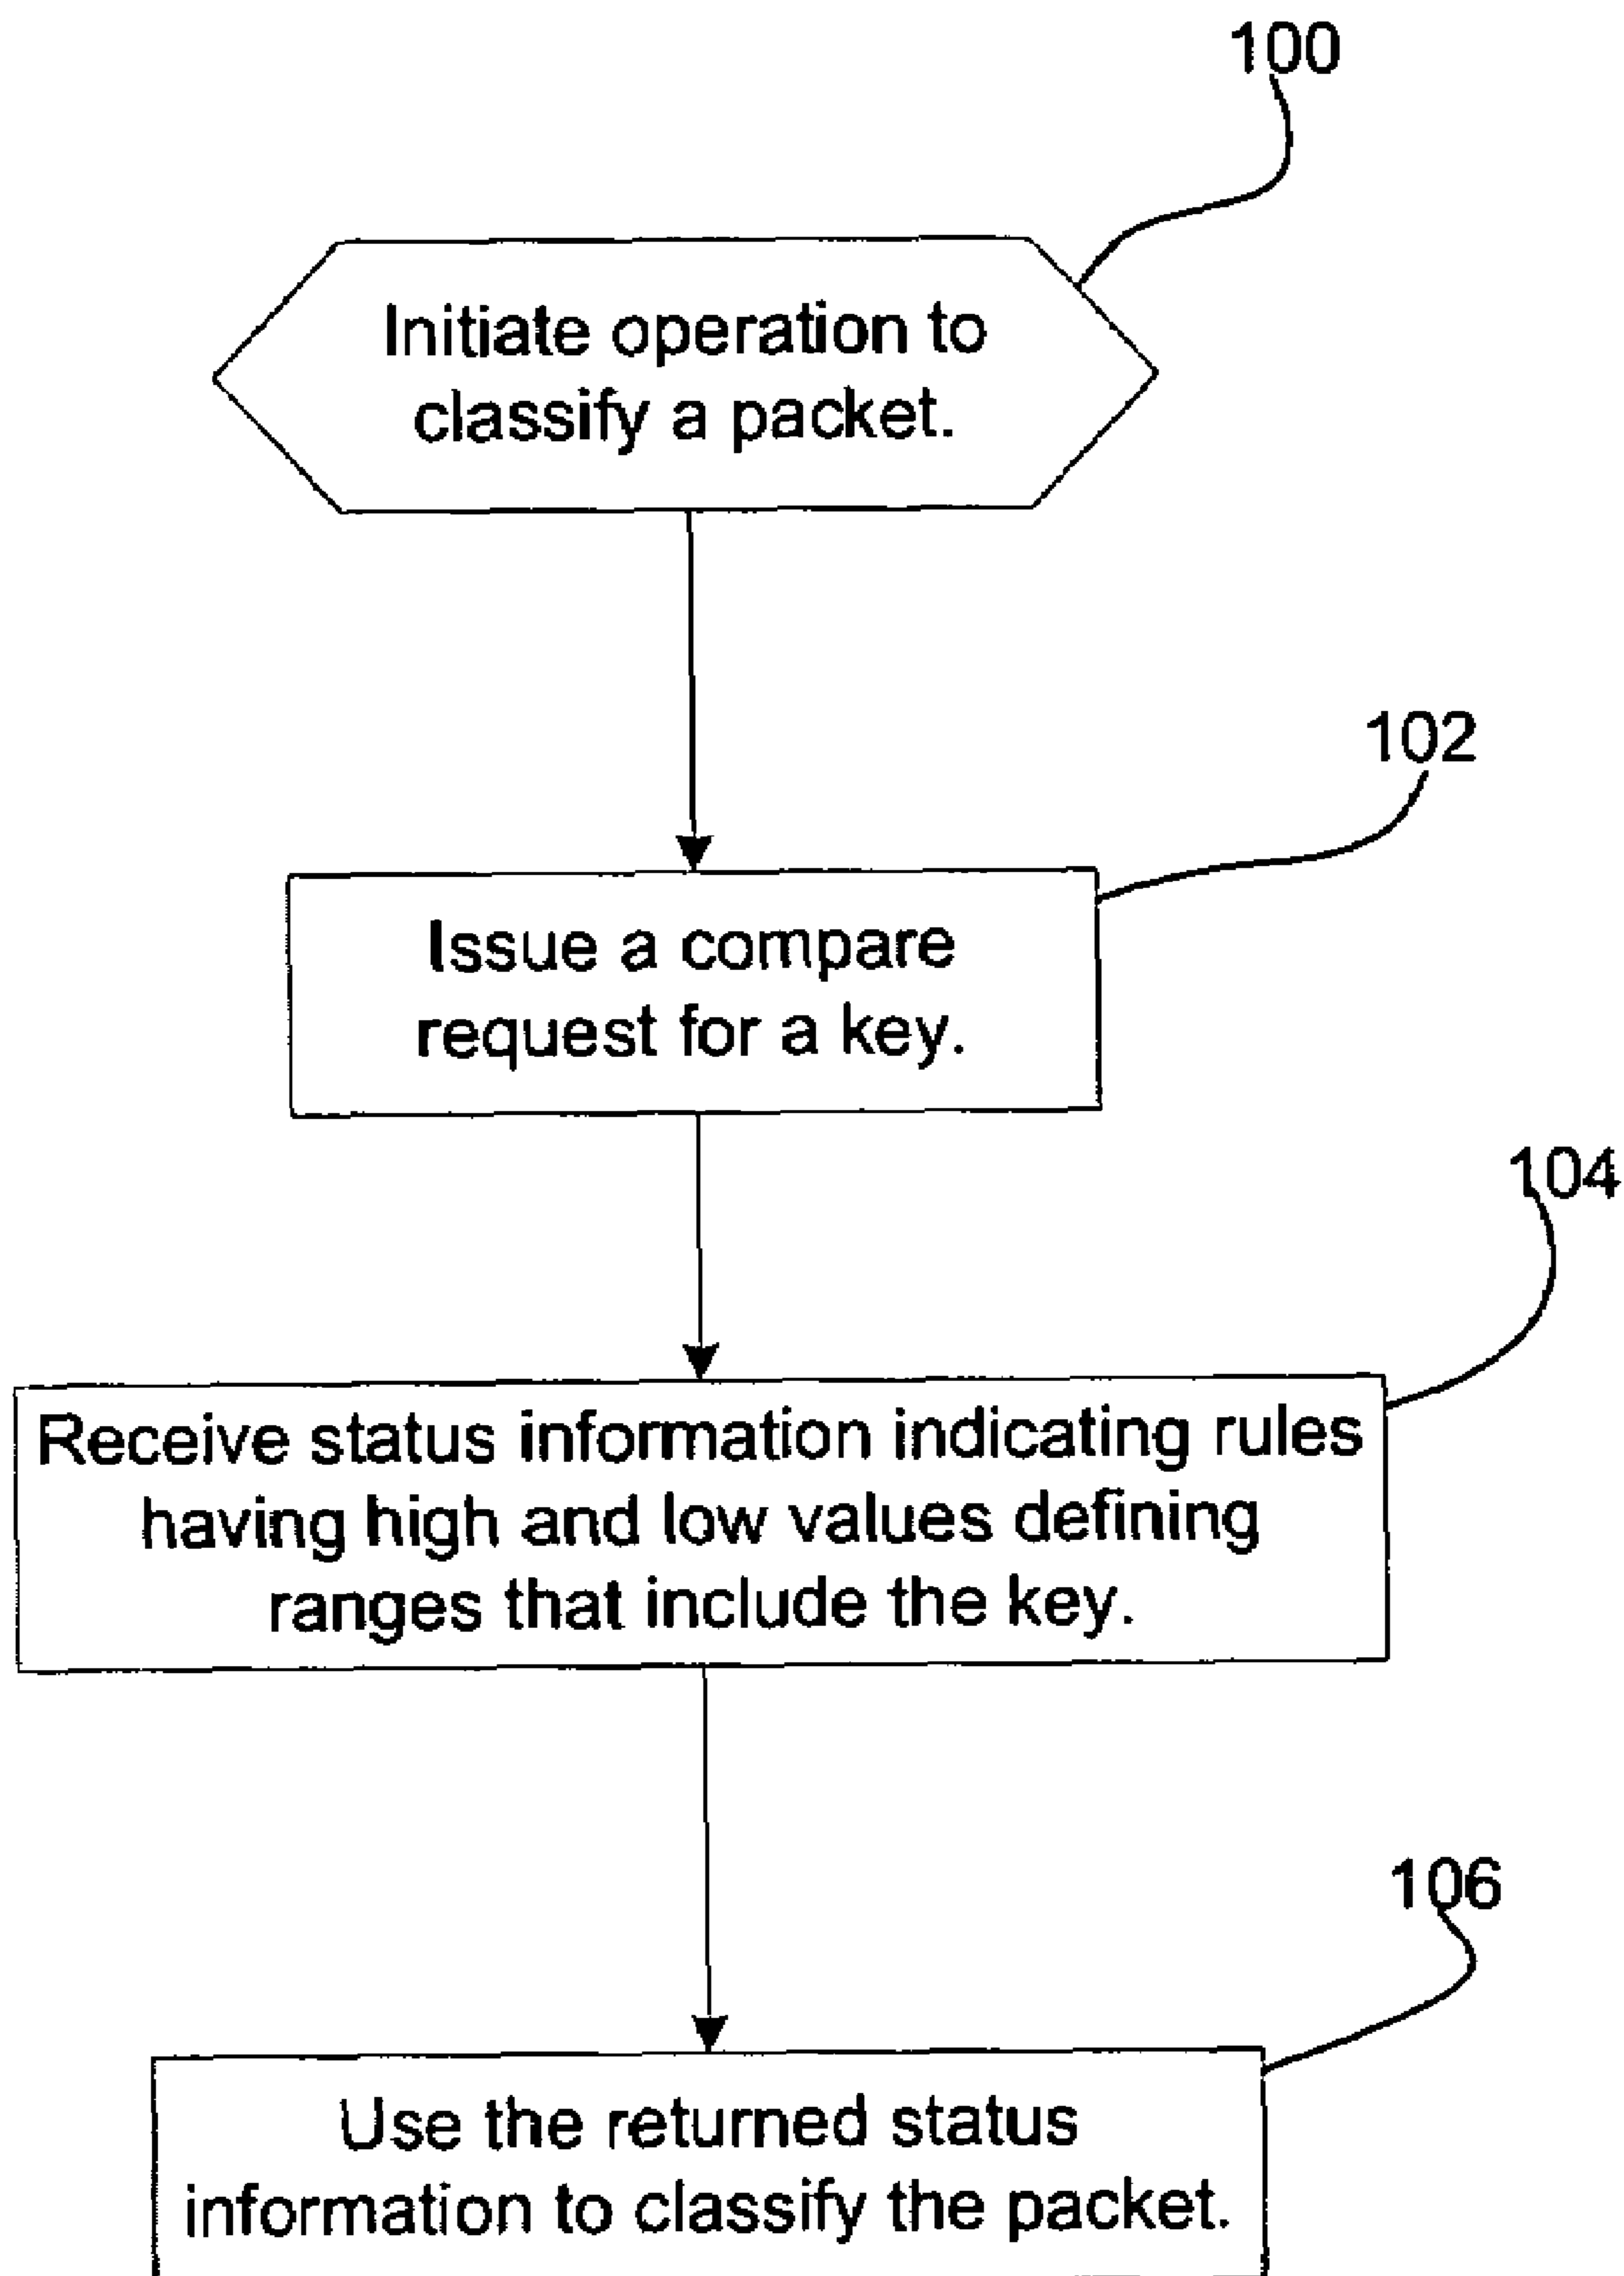 100
Initiate operation to
classify a packet.
102
Issue a compare
request for a key.
104
Receive status information indicating rules
having high and low values defining
ranges that include the key.
106
Use the returned status
information to classify the packet.